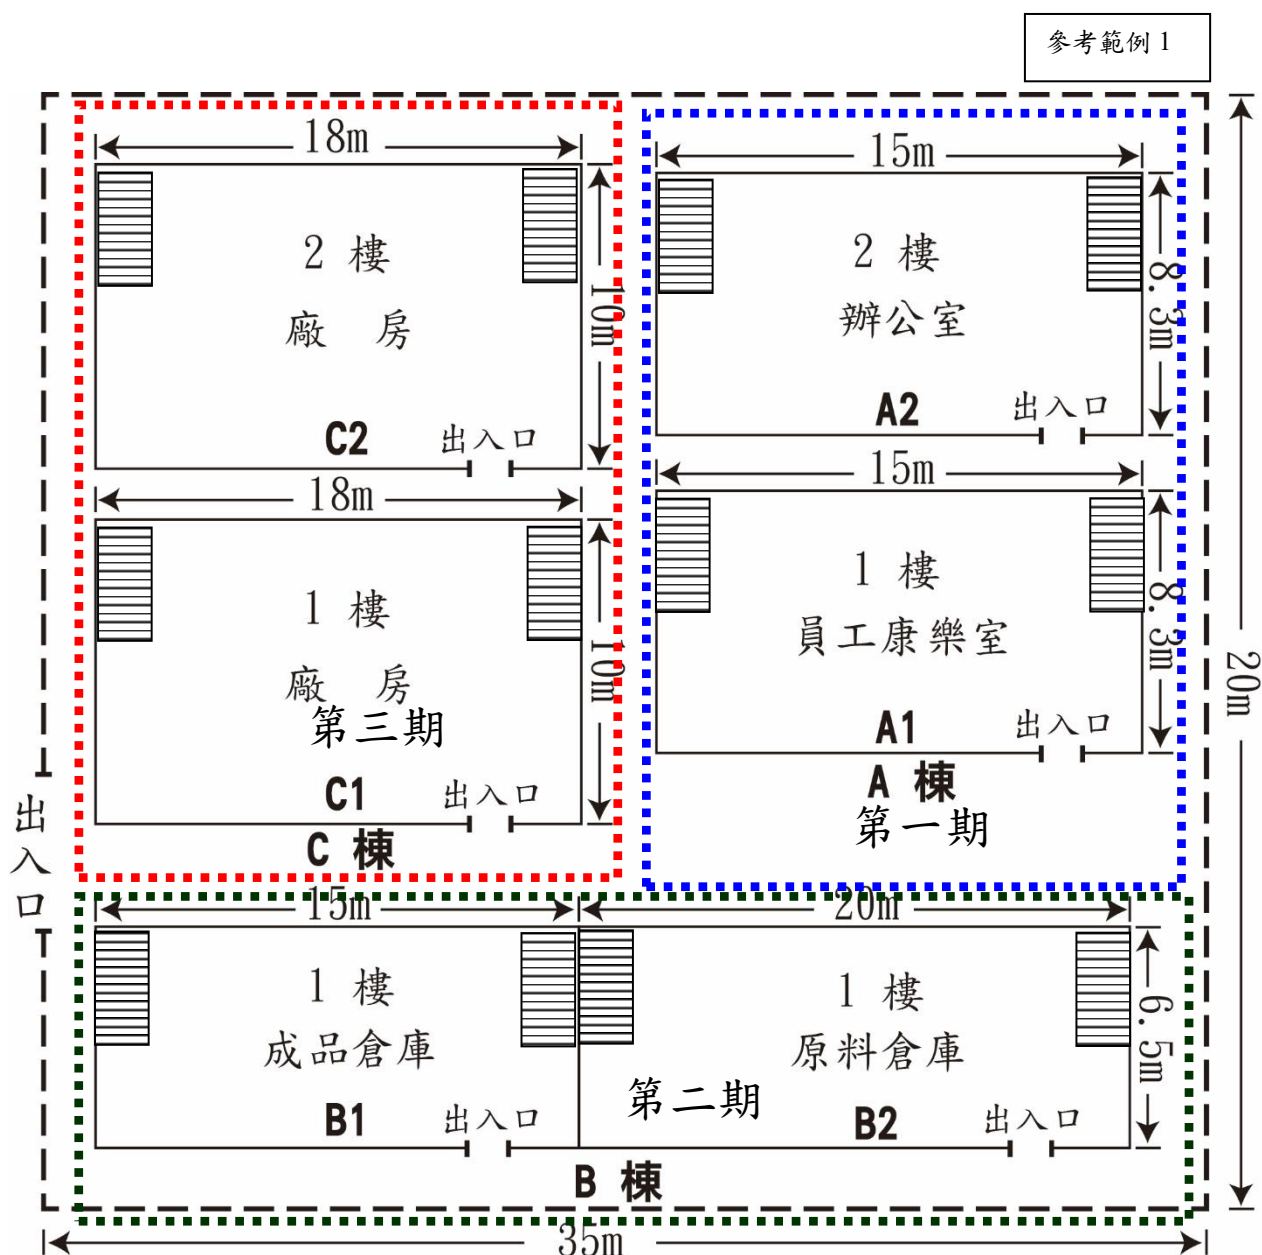 參考範例 1
18m
2 樓
廠 房
10m
C2
出入口
18m
1 樓
廠 房
第三期
10m
C1
出入口
C 棟
15m
2 樓
辦公室
8.3m
A2
出入口
15m
1 樓
員工康樂室
8.3m
A1
出入口
A 棟
第一期
20m
出入口
15m
1 樓
成品倉庫
B1
出入口
20m
1 樓
原料倉庫
第二期
B2
出入口
6.5m
B 棟
35m